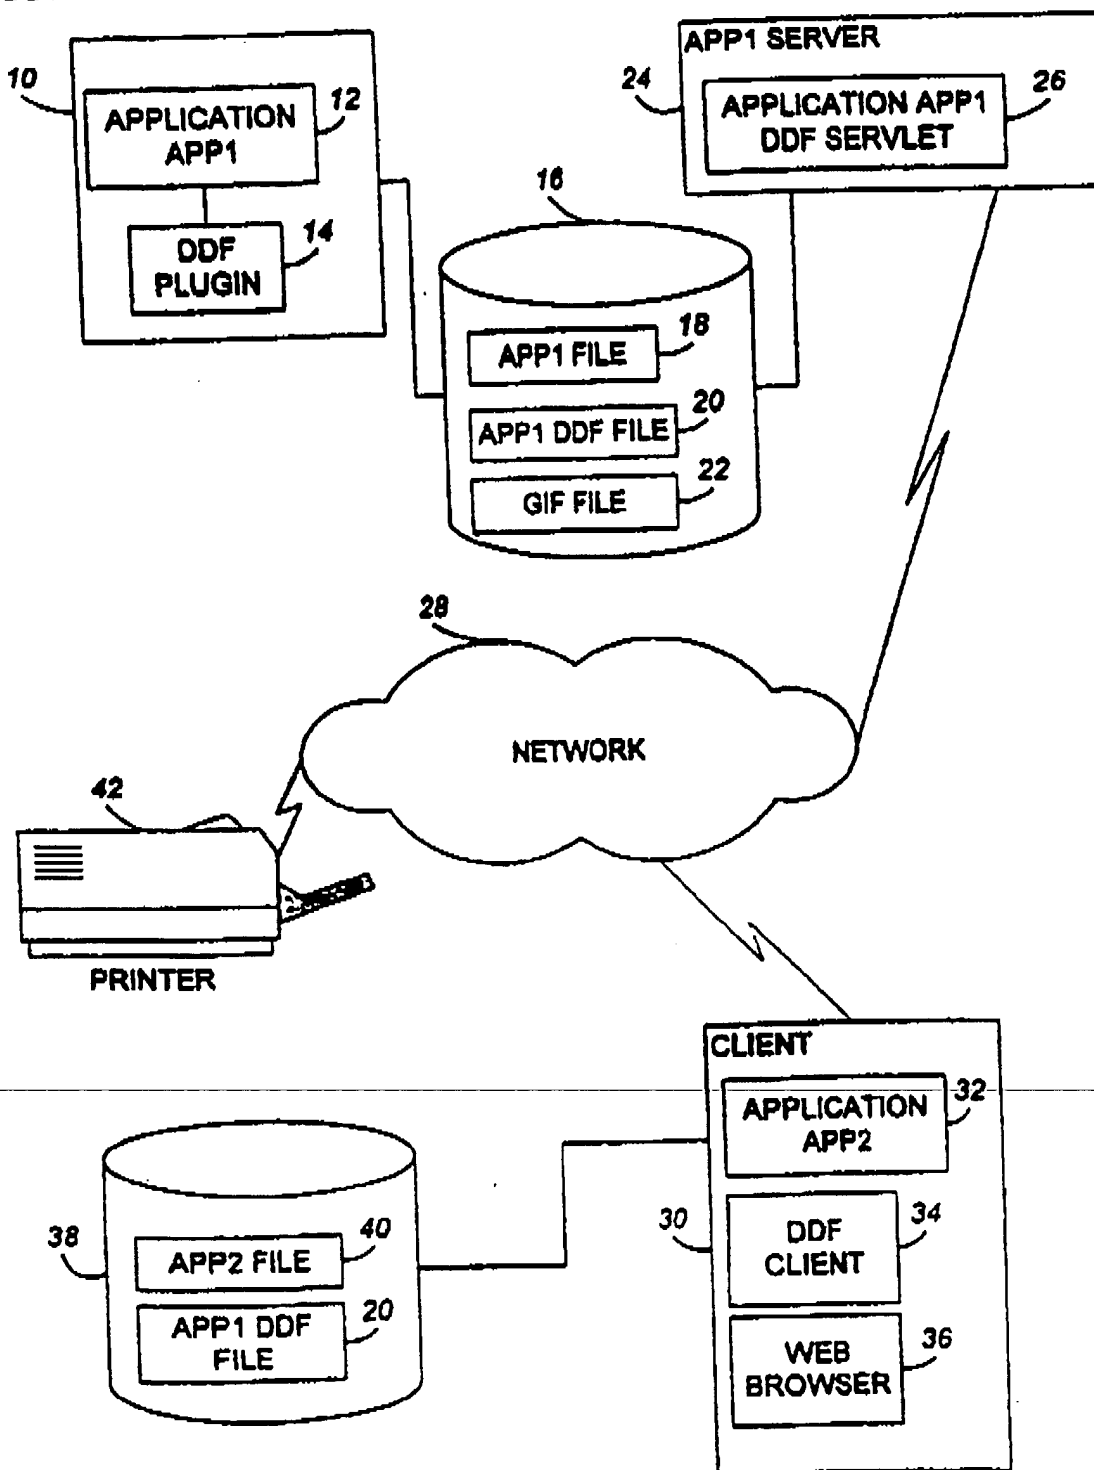 10
APPLICATION
APP1
12
DDF
PLUGIN
14
APP1 SERVER
24
APPLICATION APP1
DDF SERVLET
26
16
APP1 FILE
18
APP1 DDF FILE
20
GIF FILE
22
28
NETWORK
42
PRINTER
CLIENT
APPLICATION
APP2
32
30
DDF
CLIENT
34
WEB
BROWSER
36
38
APP2 FILE
40
APP1 DDF
FILE
20